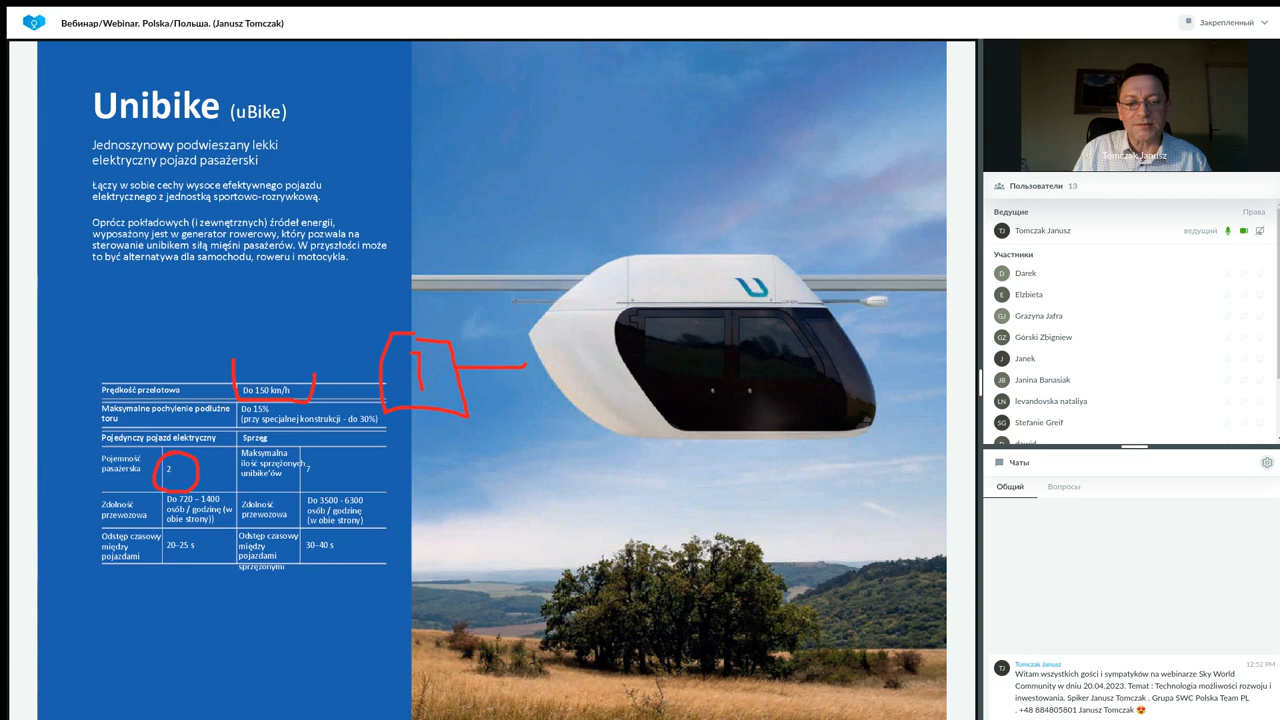 Вебинар/Webinar. Polska/Польша. (Janusz Tomczak)
Закрепленный
Unibike (uBike)
Jednoszynowy podwieszany lekki
elektryczny pojazd pasażerski
Łączy w sobie cechy wysoce efektywnego pojazdu
elektrycznego z jednostką sportowo-rozrywkową.
Oprócz pokładowych (i zewnętrznych) źródeł energii,
wyposażony jest w generator rowerowy, który pozwala na
sterowanie unibikem siłą mięśni pasażerów. W przyszłości może
to być alternatywa dla samochodu, roweru i motocykla.
Prędkość przelotowa
Do 150 km/h
Maksymalne pochylenie podłużne
toru
Do 15%
(przy specjalnej konstrukcji - do 30%)
Pojedynczy pojazd elektryczny
Sprzęg
Pojemność
pasażerska
2
Maksymalna
ilość sprzężonych
unibike'ów
7
Zdolność
przewozowa
Do 720 – 1400
osób / godzinę (w
obie strony))
Zdolność
przewozowa
Do 3500 - 6300
osób / godzinę
(w obie strony)
Odstęp czasowy
między
pojazdami
20–25 s
Odstęp czasowy
między
pojazdami
sprzężonymi
30–40 s
1
Tomczak Janusz
Пользователи 13
Ведущие
Права
TJ
Tomczak Janusz
ведущий
Участники
D
Darek
E
Elzbieta
GJ
Grazyna Jafra
GZ
Górski Zbigniew
J
Janek
JB
Janina Banasiak
LN
levandovska nataliya
SG
Stefanie Greif
Чаты
Общий
Вопросы
TJ
Tomczak Janusz
12:52 PM
Witam wszystkich gości i sympatyków na webinarze Sky World
Community w dniu 20.04.2023. Temat : Technologia możliwości rozwoju i
inwestowania. Spiker Janusz Tomczak . Grupa SWC Polska Team PL
. +48 884805801 Janusz Tomczak 😍